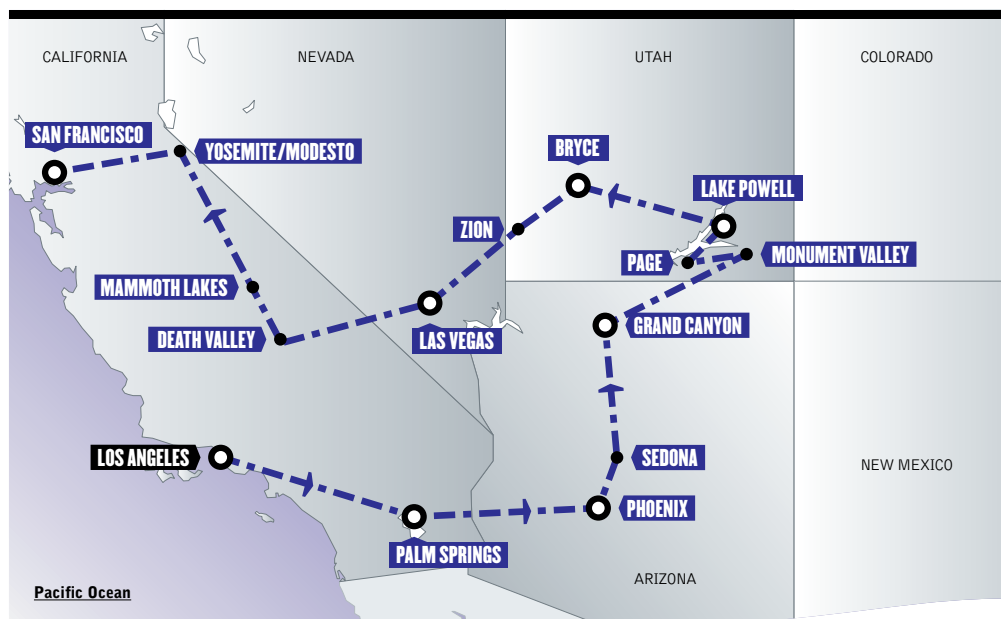 CALIFORNIA
NEVADA
UTAH
COLORADO
SAN FRANCISCO
YOSEMITE/MODESTO
BRYCE
LAKE POWELL
ZION
PAGE
MONUMENT VALLEY
MAMMOTH LAKES
DEATH VALLEY
LAS VEGAS
GRAND CANYON
LOS ANGELES
SEDONA
NEW MEXICO
PHOENIX
PALM SPRINGS
ARIZONA
Pacific Ocean